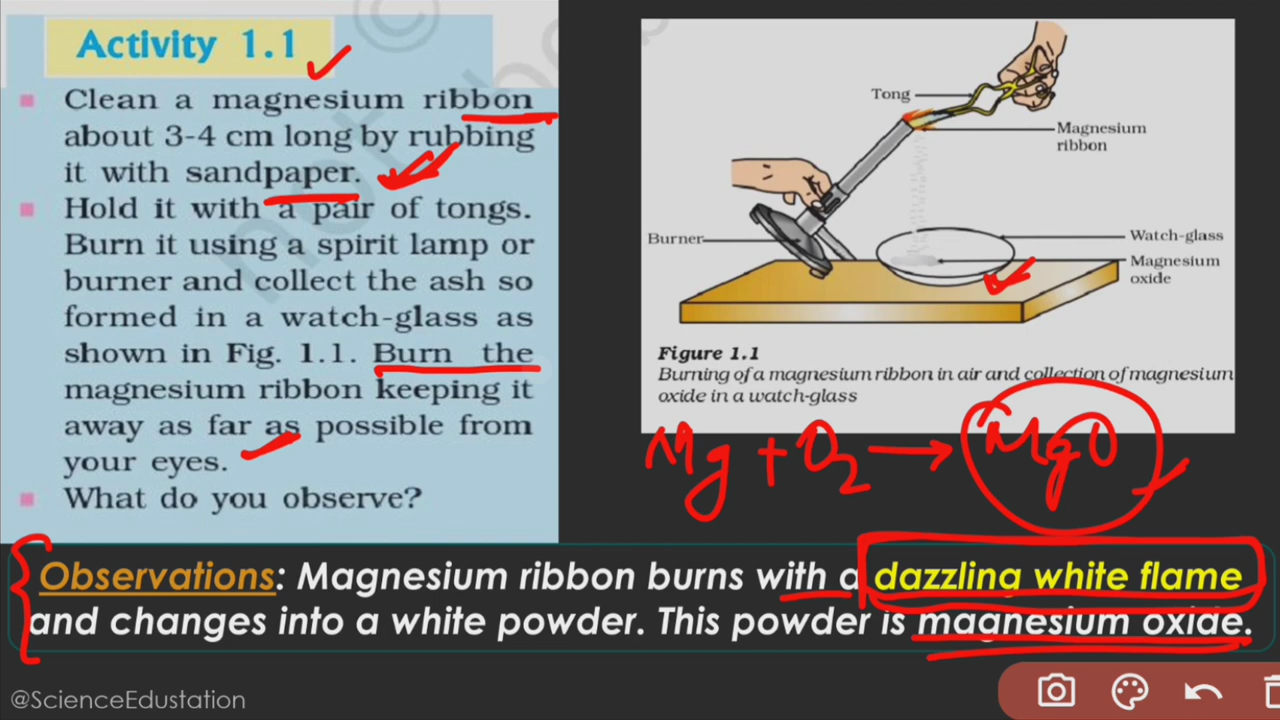 Activity 1.1
Clean a magnesium ribbon
about 3-4 cm long by rubbing
it with sandpaper.
Hold it with a pair of tongs.
Burn it using a spirit lamp or
burner and collect the ash so
formed in a watch-glass as
shown in Fig. 1.1. Burn the
magnesium ribbon keeping it
away as far as possible from
your eyes.
What do you observe?
Tong
Magnesium
ribbon
Burner
Watch-glass
Magnesium
oxide
Figure 1.1
Burning of a magnesium ribbon in air and collection of magnesium
oxide in a watch-glass
Mg + O2 → MgO
Observations: Magnesium ribbon burns with a dazzling white flame
and changes into a white powder. This powder is magnesium oxide.
@ScienceEdustation